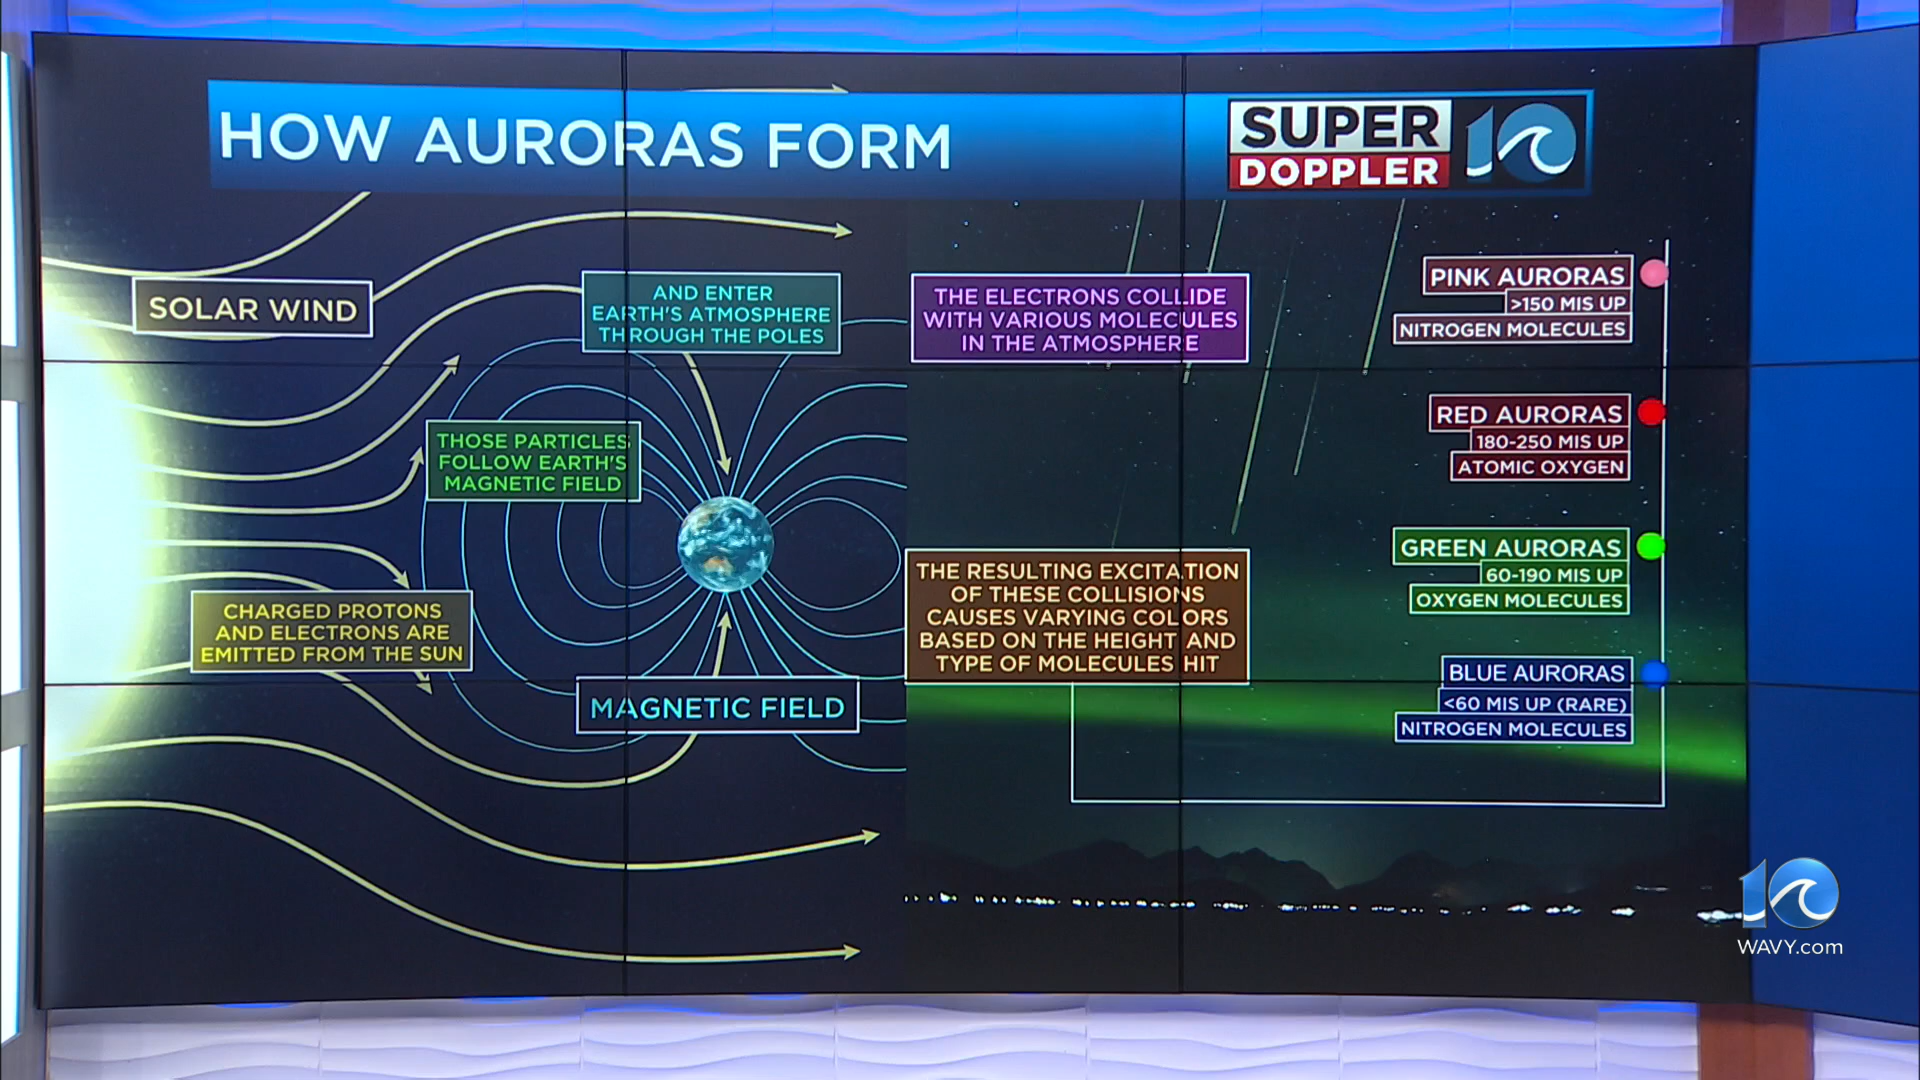 HOW AURORAS FORM
SUPER
DOPPLER
10
SOLAR WIND
CHARGED PROTONS
AND ELECTRONS ARE
EMITTED FROM THE SUN
THOSE PARTICLES
FOLLOW EARTH'S
MAGNETIC FIELD
AND ENTER
EARTH'S ATMOSPHERE
THROUGH THE POLES
MAGNETIC FIELD
THE ELECTRONS COLLIDE
WITH VARIOUS MOLECULES
IN THE ATMOSPHERE
THE RESULTING EXCITATION
OF THESE COLLISIONS
CAUSES VARYING COLORS
BASED ON THE HEIGHT AND
TYPE OF MOLECULES HIT
PINK AURORAS
>150 MIS UP
NITROGEN MOLECULES
RED AURORAS
180-250 MIS UP
ATOMIC OXYGEN
GREEN AURORAS
60-190 MIS UP
OXYGEN MOLECULES
BLUE AURORAS
<60 MIS UP (RARE)
NITROGEN MOLECULES
10
WAVY.com